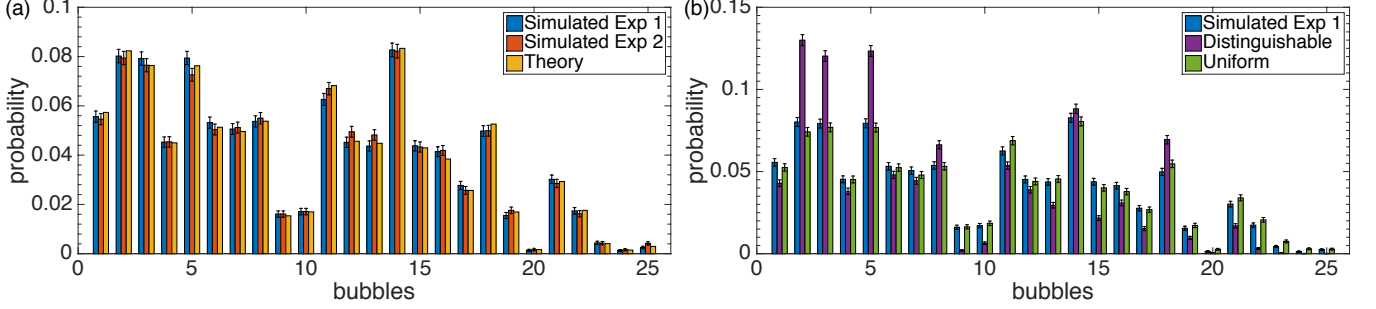 (a)
0.1
0.08
0.06
0.04
0.02
0
probability
Simulated Exp 1
Simulated Exp 2
Theory
0 5 10 15 20 25
bubbles
(b)
0.15
0.1
0.05
0
probability
Simulated Exp 1
Distinguishable
Uniform
0 5 10 15 20 25
bubbles